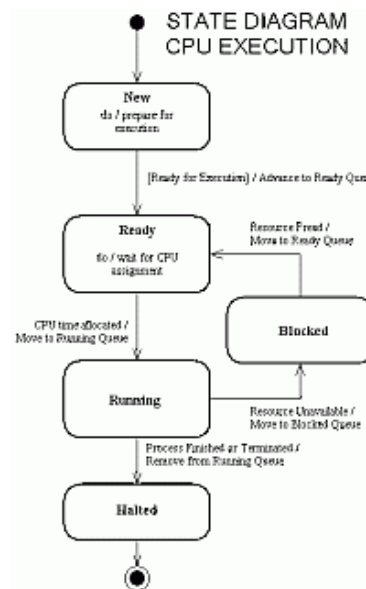 STATE DIAGRAM
CPU EXECUTION
New
do / prepare for
execution
[Ready for Execution] / Advance to Ready Queu
Ready
do / wait for CPU
assignment
Resource Freed /
Move to Ready Queue
CPU time allocated /
Move to Running Queue
Blocked
Running
Resource Unavailable /
Move to Blocked Queue
Process Finished or Terminated /
Remove from Running Queue
Halted